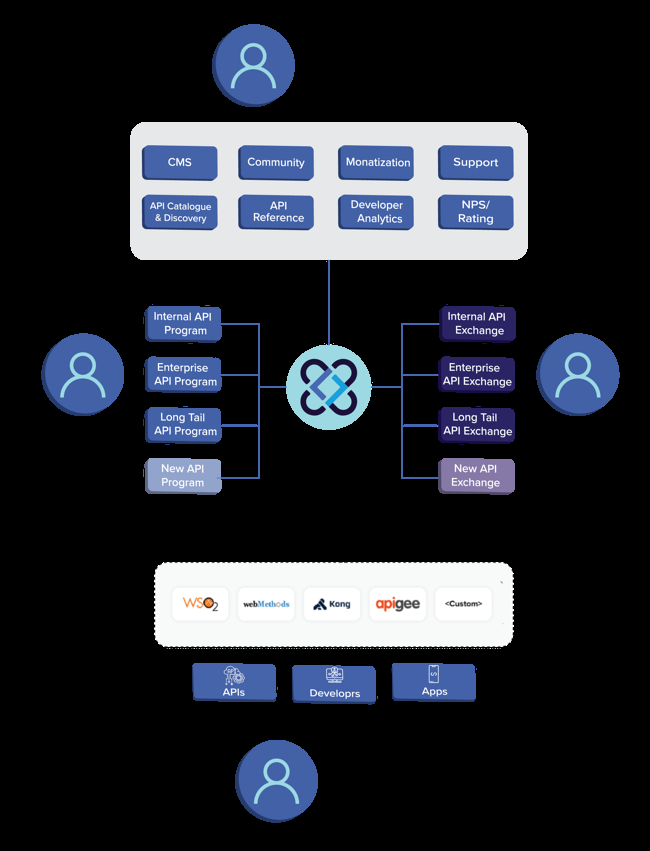 CMS
Community
Monatization
Support
API Catalogue
& Discovery
API
Reference
Developer
Analytics
NPS/
Rating
Internal API
Program
Enterprise
API Program
Long Tail
API Program
New API
Program
Internal API
Exchange
Enterprise
API Exchange
Long Tail
API Exchange
New API
Exchange
WSO2
webMethods
Kong
apigee
<Custom>
APIs
Developrs
Apps